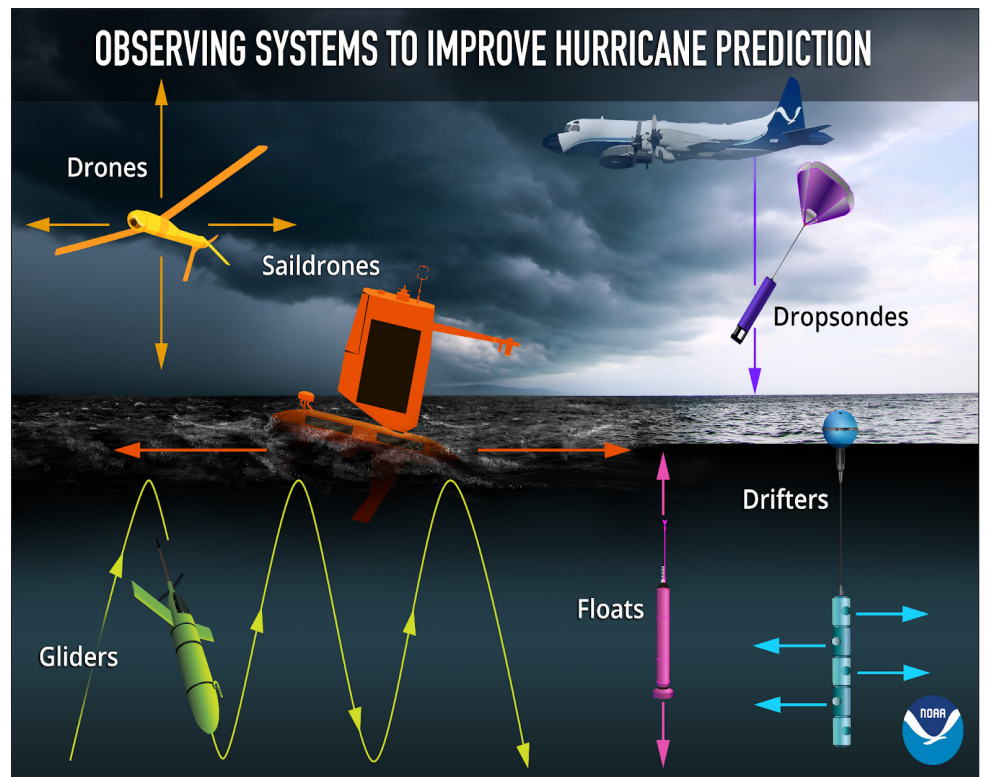 OBSERVING SYSTEMS TO IMPROVE HURRICANE PREDICTION
Drones
Saildrones
Dropsondes
Drifters
Floats
Gliders
NOAA